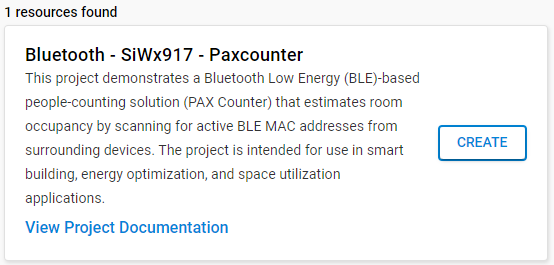 1 resources found
Bluetooth - SiWx917 - Paxcounter
This project demonstrates a Bluetooth Low Energy (BLE)-based
people-counting solution (PAX Counter) that estimates room
occupancy by scanning for active BLE MAC addresses from
surrounding devices. The project is intended for use in smart
building, energy optimization, and space utilization
applications.
CREATE
View Project Documentation